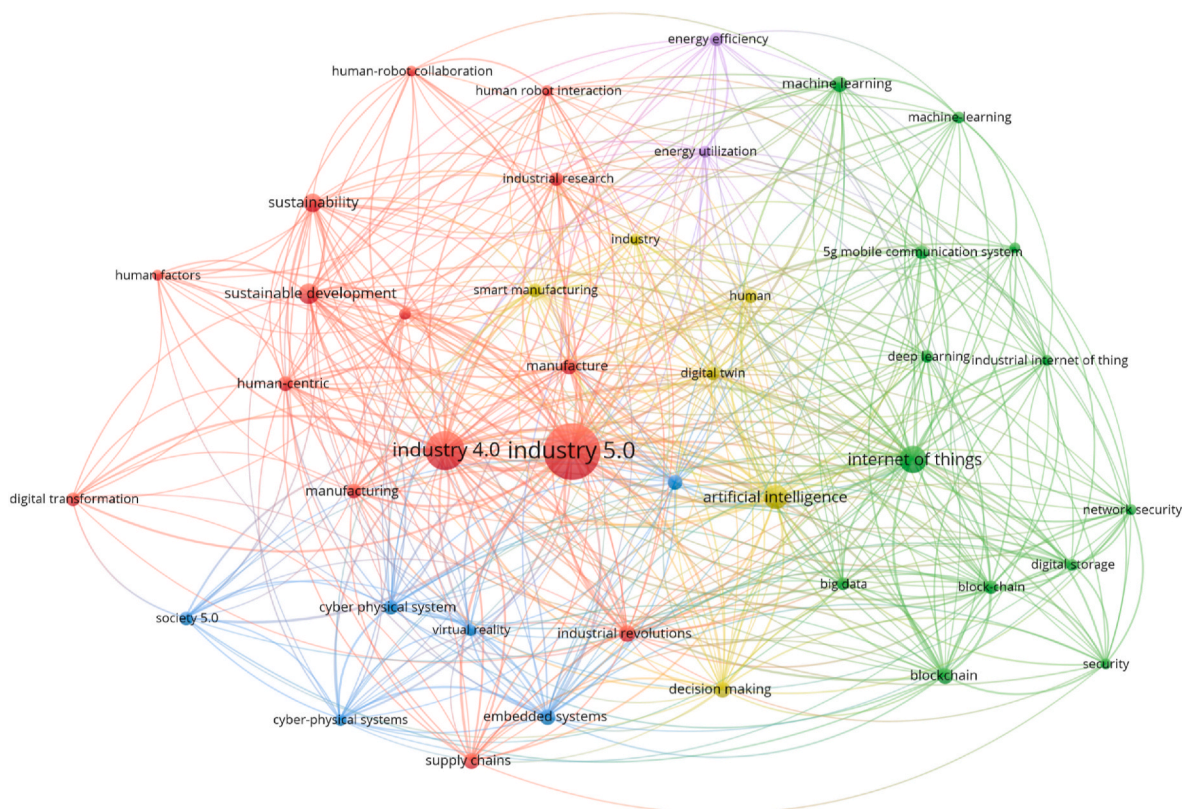 energy efficiency
human-robot collaboration
machine learning
human robot interaction
machine-learning
energy utilization
industrial research
sustainability
industry
5g mobile communication system
human factors
sustainable development
smart manufacturing
human
deep learning
industrial internet of thing
manufacture
digital twin
human-centric
industry 4.0
industry 5.0
internet of things
manufacturing
artificial intelligence
digital transformation
network security
digital storage
big data
block-chain
cyber physical system
society 5.0
virtual reality
industrial revolutions
security
blockchain
decision making
cyber-physical systems
embedded systems
supply chains